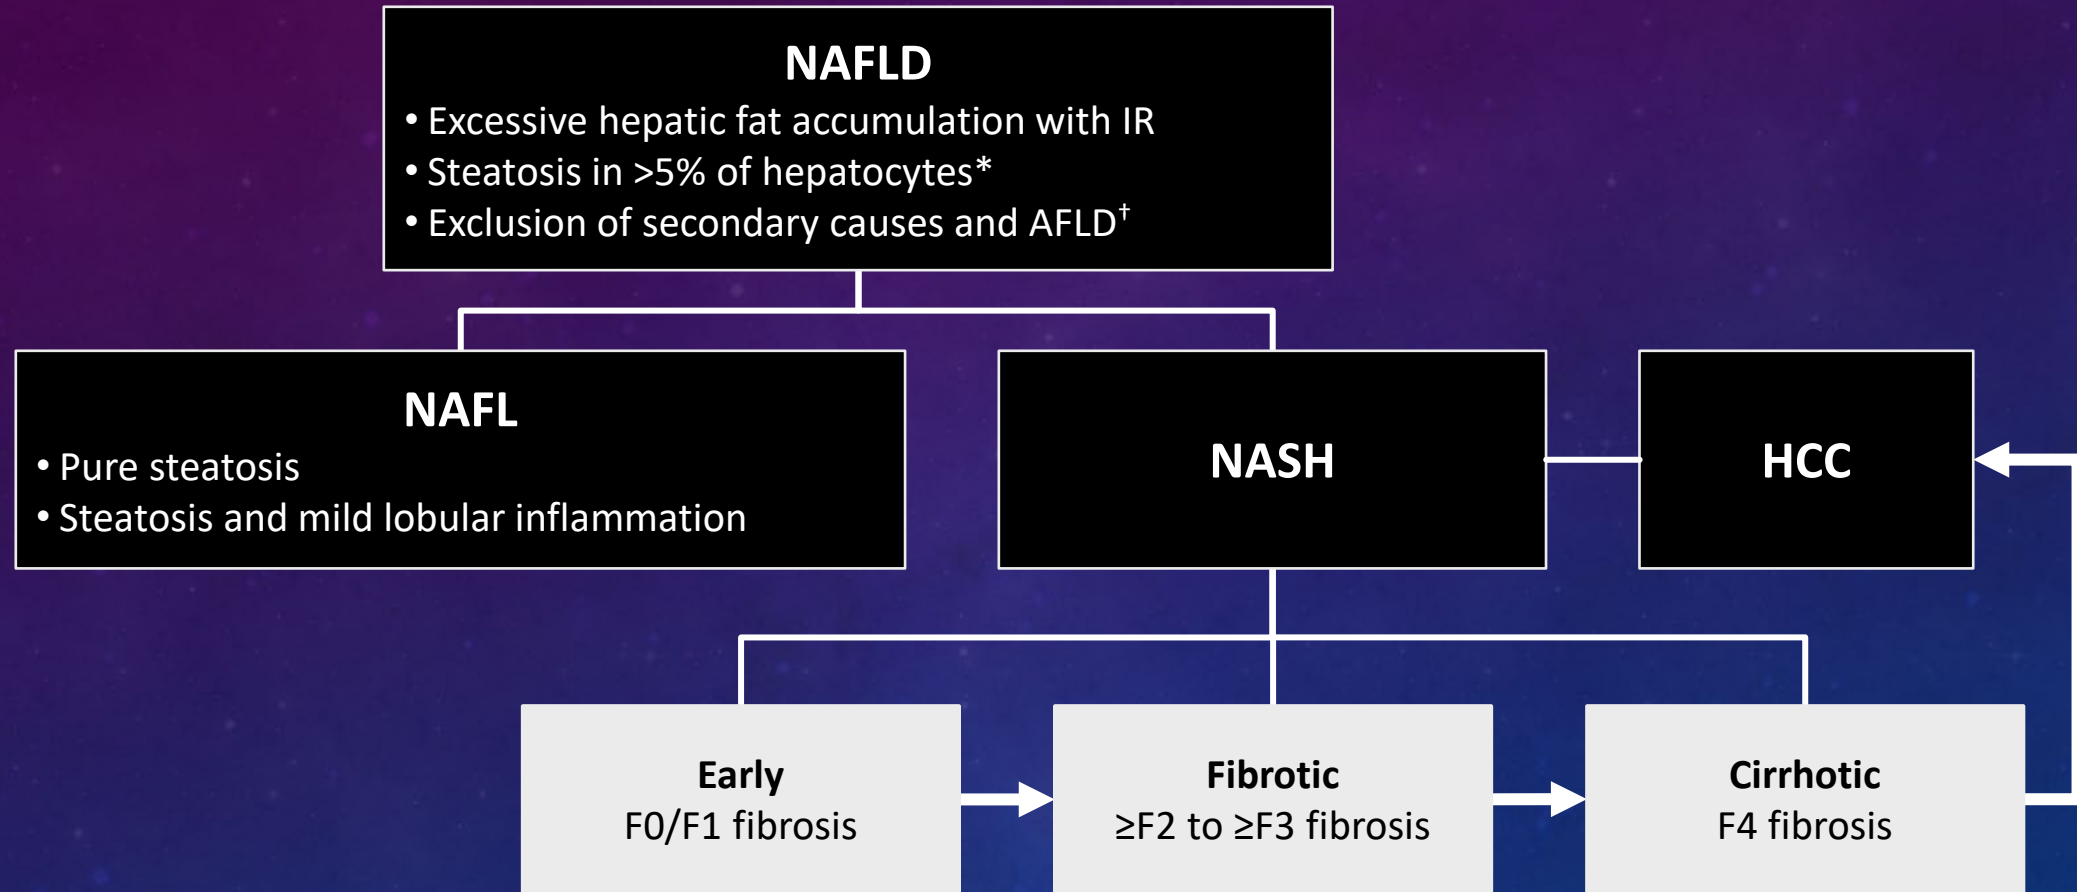 NAFLD
• Excessive hepatic fat accumulation with IR
• Steatosis in >5% of hepatocytes*
• Exclusion of secondary causes and AFLD†
NAFL
• Pure steatosis
• Steatosis and mild lobular inflammation
NASH
HCC
Early
F0/F1 fibrosis
Fibrotic
≥F2 to ≥F3 fibrosis
Cirrhotic
F4 fibrosis